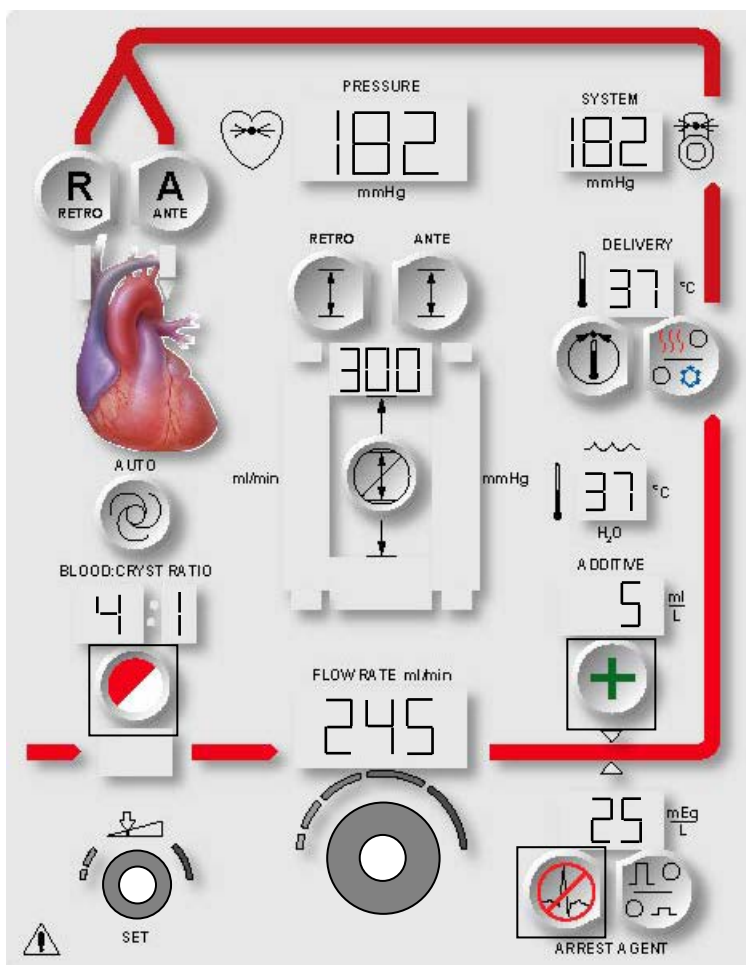 PRESSURE
182
mmHg
SYSTEM
182
mmHg
R
RETRO
A
ANTE
RETRO
ANTE
DELIVERY
37 °C
300
ml/min
mmHg
AUTO
37 °C
H₂O
BLOOD:CRYST RATIO
4 : 1
ADDITIVE
5 ml/L
FLOW RATE ml/min
245
25 mEg/L
SET
ARREST AGENT